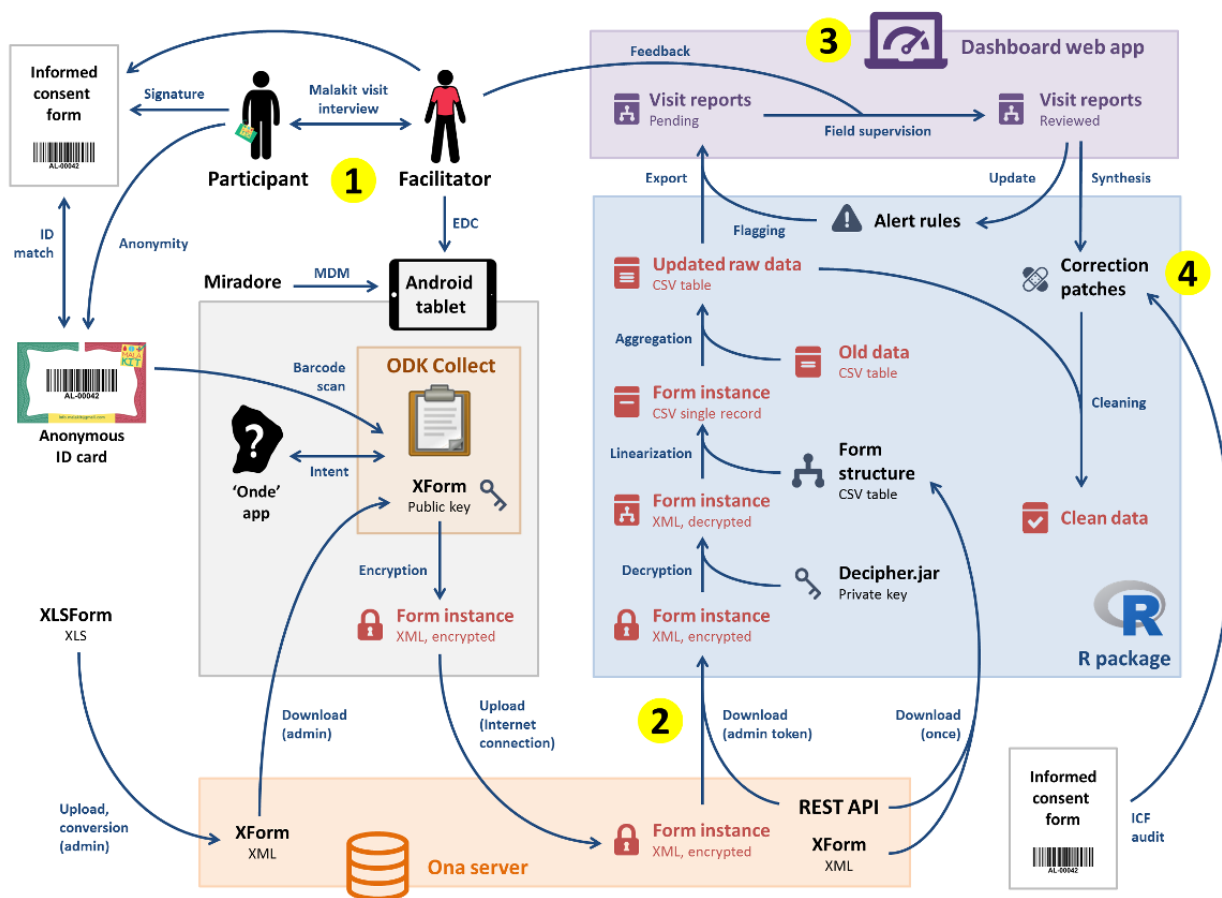 Informed
consent
form
AL-00042
Signature
Malakit visit
interview
Participant
1
Facilitator
ID
match
Anonymity
EDC
Miradore
MDM
Android
tablet
AL-00042
Anonymous
ID card
Barcode
scan
ODK Collect
?
'Onde'
app
Intent
XForm
Public key
Encryption
Form instance
XML, encrypted
XLSForm
XLS
Download
(admin)
Upload
(Internet
connection)
Upload,
conversion
(admin)
XForm
XML
Ona server
Form instance
XML, encrypted
REST API
XForm
XML
2
Download
(admin token)
Download
(once)
3
Dashboard web app
Feedback
Visit reports
Pending
Field supervision
Visit reports
Reviewed
Export
Flagging
Alert rules
Update
Synthesis
Updated raw data
CSV table
Correction
patches
4
Aggregation
Old data
CSV table
Form instance
CSV single record
Cleaning
Linearization
Form
structure
CSV table
Form instance
XML, decrypted
Clean data
Decryption
Decipher.jar
Private key
Form instance
XML, encrypted
R
R package
Informed
consent
form
AL-00042
ICF
audit